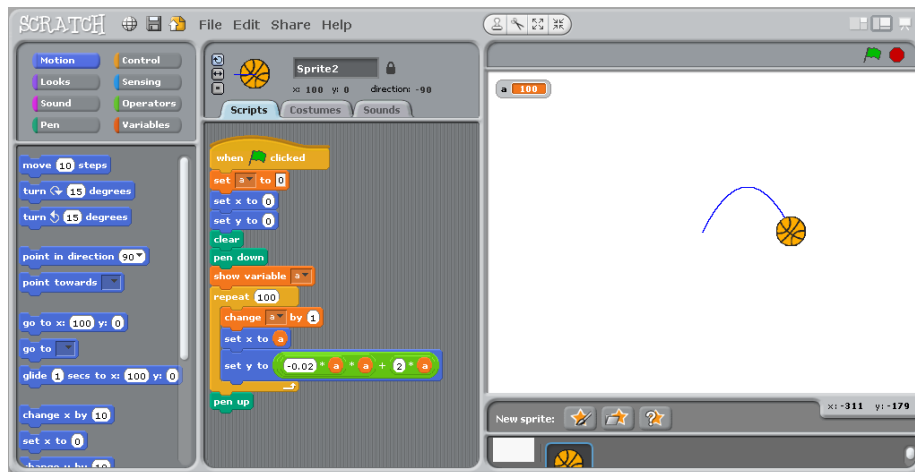 SCRATCH File Edit Share Help
Motion Control
Looks Sensing
Sound Operators
Pen Variables
move 10 steps
turn 15 degrees
turn 15 degrees
point in direction 90
point towards
go to x: 100 y: 0
go to
glide 1 secs to x: 100 y: 0
change x by 10
set x to 0
change y by 10
Sprite2
x: 100 y: 0 direction: -90
Scripts Costumes Sounds
when clicked
set a to 0
set x to 0
set y to 0
clear
pen down
show variable a
repeat 100
change a by 1
set x to a
set y to -0.02 * a * a + 2 * a
pen up
a 100
New sprite:
x: -311 y: -179